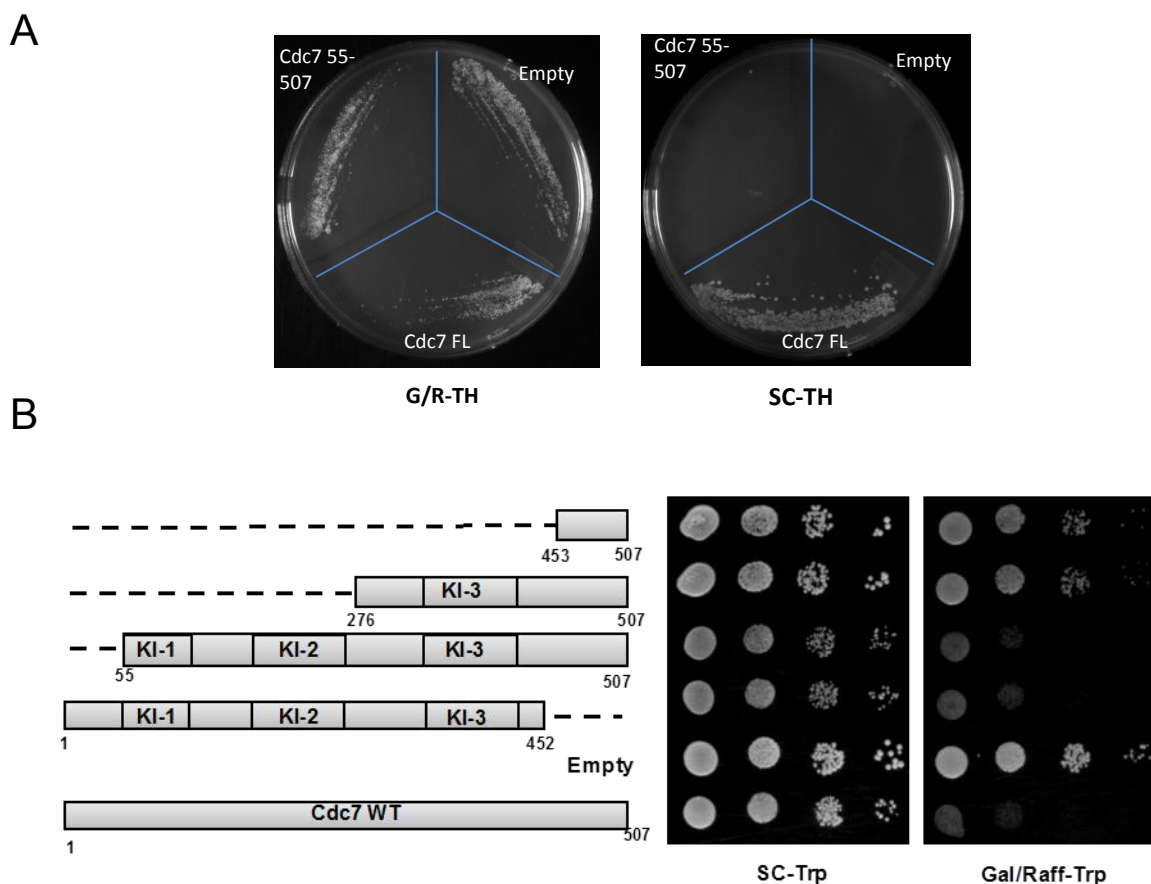 A
Cdc7 55-
507
Empty
Cdc7 FL
G/R-TH
Cdc7 55-
507
Empty
Cdc7 FL
SC-TH
B
453 507
KI-3
276 507
KI-1 KI-2 KI-3
55 507
KI-1 KI-2 KI-3
1 452
Empty
Cdc7 WT
1 507
SC-Trp Gal/Raff-Trp